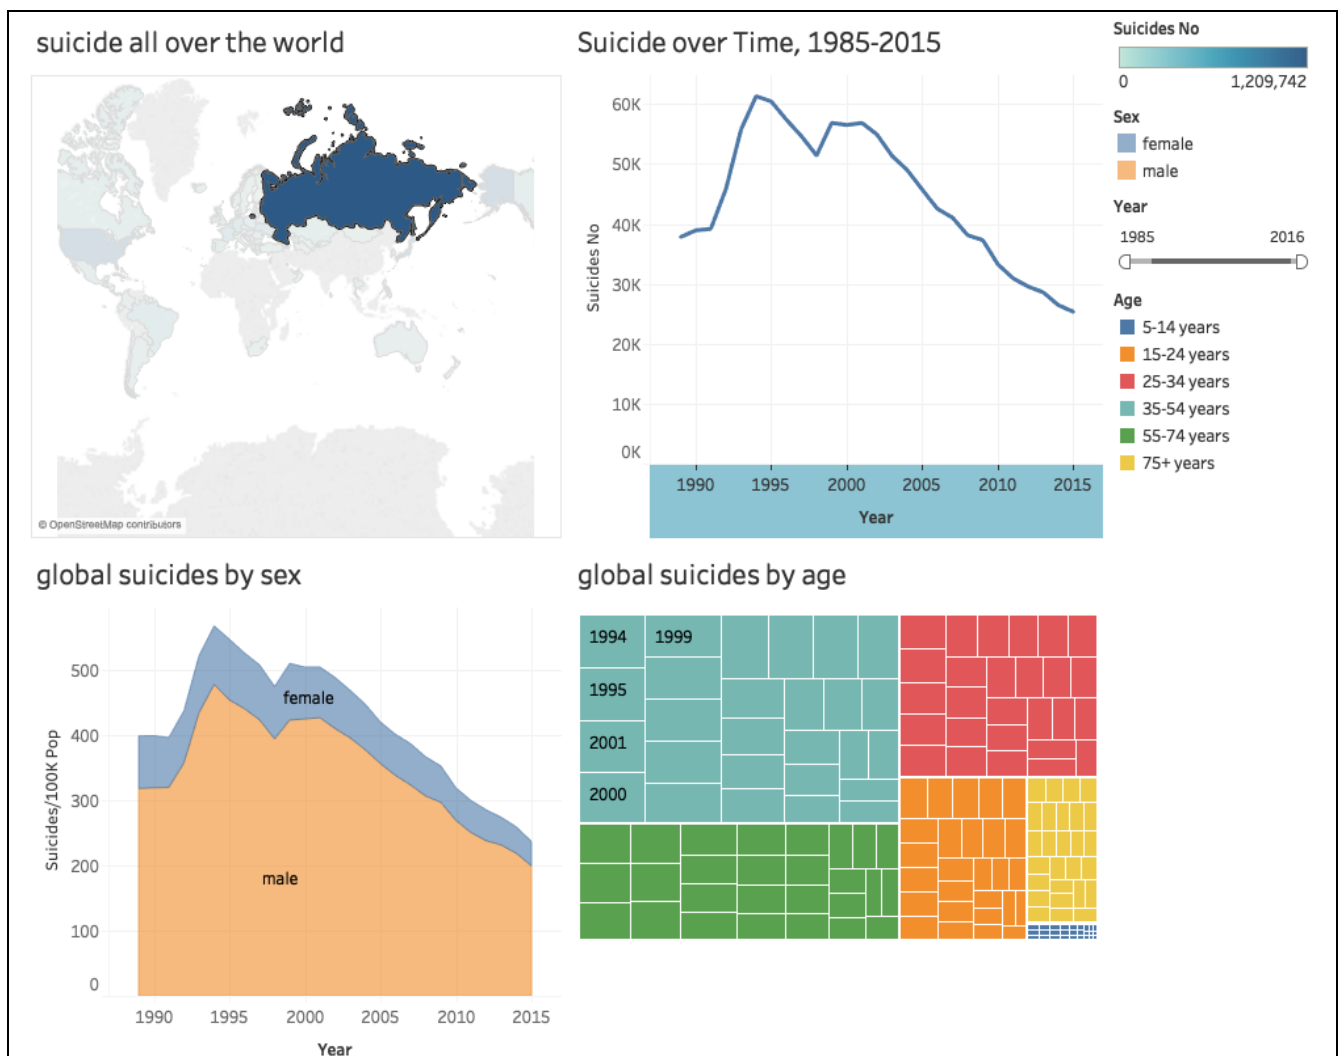 suicide all over the world
© OpenStreetMap contributors
Suicide over Time, 1985-2015
Suicides No
60K
50K
40K
30K
20K
10K
0K
1990 1995 2000 2005 2010 2015
Year
Suicides No
0 1,209,742
Sex
female
male
Year
1985 2016
Age
5-14 years
15-24 years
25-34 years
35-54 years
55-74 years
75+ years
global suicides by sex
Suicides/100K Pop
500
400
300
200
100
0
female
male
1990 1995 2000 2005 2010 2015
Year
global suicides by age
1994 1999
1995
2001
2000